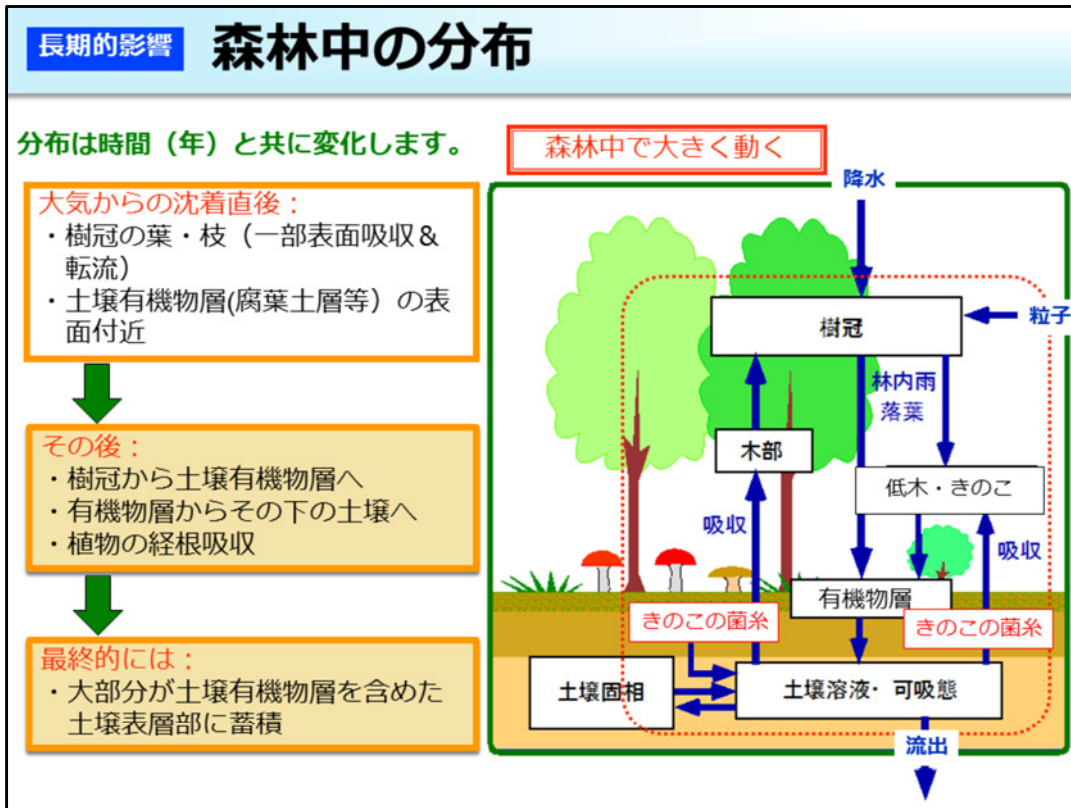 長期的影響 森林中の分布
分布は時間（年）と共に変化します。
大気からの沈着直後：
・樹冠の葉・枝（一部表面吸収＆
転流）
・土壌有機物層(腐葉土層等）の表
面付近
その後：
・樹冠から土壌有機物層へ
・有機物層からその下の土壌へ
・植物の経根吸収
最終的には：
・大部分が土壌有機物層を含めた
土壌表層部に蓄積
森林中で大きく動く
降水
粒子
樹冠
林内雨
落葉
木部
低木・きのこ
吸収
吸収
有機物層
きのこの菌糸
きのこの菌糸
土壌固相
土壌溶液・可吸態
流出